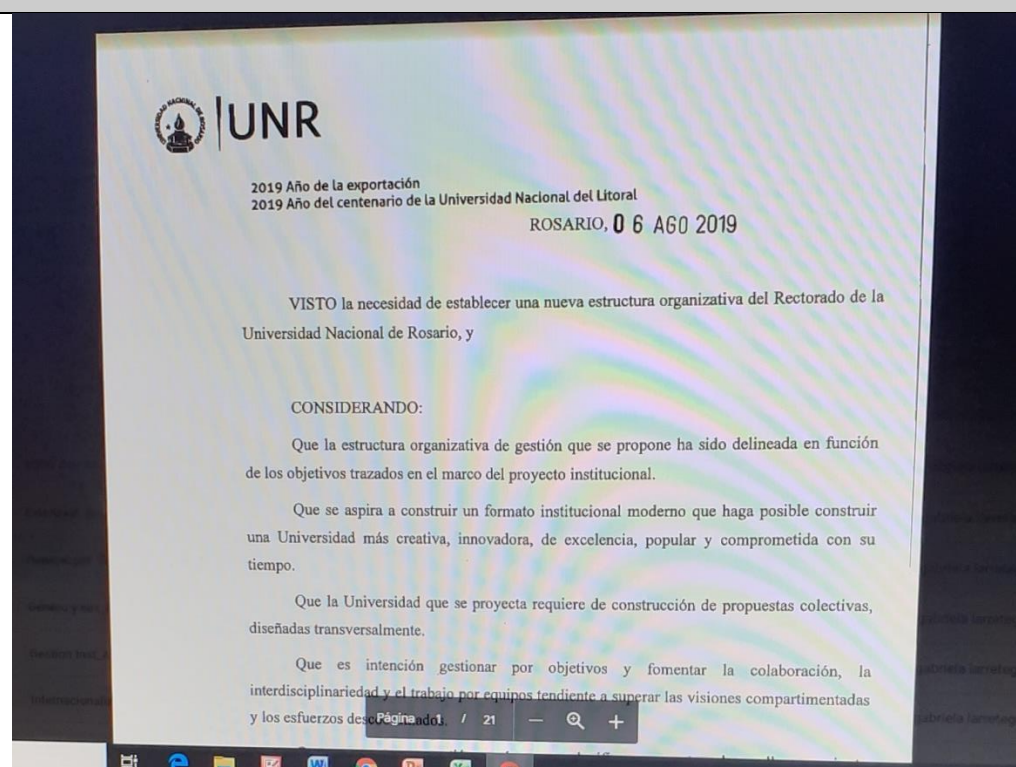 UNIVERSIDAD NACIONAL DE ROSARIO
UNR
2019 Año de la exportación
2019 Año del centenario de la Universidad Nacional del Litoral
ROSARIO, 0 6 AGO 2019
VISTO la necesidad de establecer una nueva estructura organizativa del Rectorado de la
Universidad Nacional de Rosario, y
CONSIDERANDO:
Que la estructura organizativa de gestión que se propone ha sido delineada en función
de los objetivos trazados en el marco del proyecto institucional.
Que se aspira a construir un formato institucional moderno que haga posible construir
una Universidad más creativa, innovadora, de excelencia, popular y comprometida con su
tiempo.
Que la Universidad que se proyecta requiere de construcción de propuestas colectivas,
diseñadas transversalmente.
Que es intención gestionar por objetivos y fomentar la colaboración, la
interdisciplinariedad y el trabajo por equipos tendiente a superar las visiones compartimentadas
y los esfuerzos
Página 1 / 21